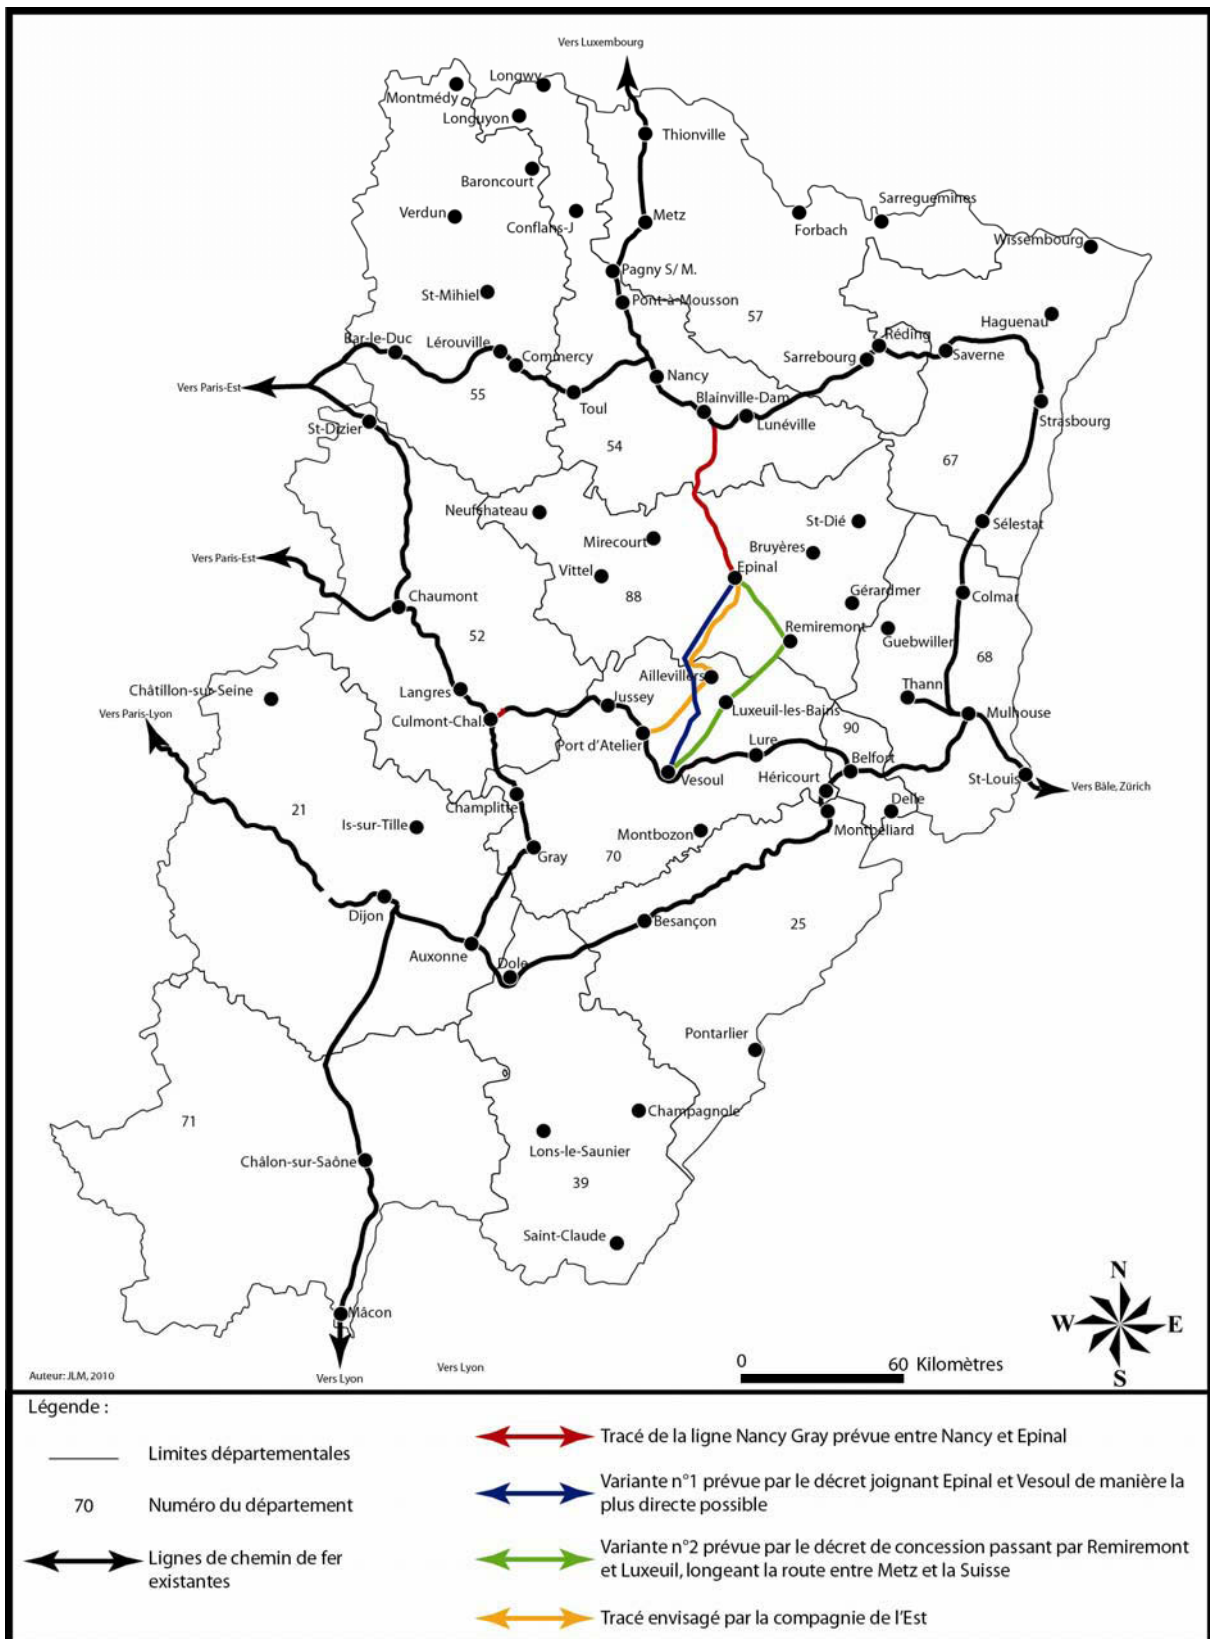 Vers Luxembourg
Longwy
Montmédy
Longuyon
Thionville
Baroncourt
Sarreguemines
Verdun
Metz
Conflans-J
Forbach
Wissembourg
Pagny S/ M.
St-Mihiel
Pont-à-Mousson
57
Haguenau
Bar-le-Duc
Lérouville
Réding
Commercy
Sarrebourg
Saverne
Vers Paris-Est
Nancy
55
Blainville-Dam
Toul
Lunéville
Strasbourg
St-Dizier
54
67
Neufshateau
St-Dié
Sélestat
Mirecourt
Bruyères
Vers Paris-Est
Vittel
Epinal
Chaumont
88
Gérardmer
Colmar
52
Remiremont
Guebwiller
68
Aillevillers
Châtillon-sur-Seine
Langres
Jussey
Thann
Vers Paris-Lyon
Culmont-Chal.
Luxeuil-les-Bains
Mulhouse
Port d'Atelier
Lure
90
Belfort
Vesoul
Héricourt
St-Louis
Vers Bâle, Zürich
Champlitte
Delle
21
Is-sur-Tille
Montbozon
Montbéliard
Gray
70
Dijon
Besançon
25
Auxonne
Dole
Pontarlier
71
Champagnole
Lons-le-Saunier
Châlon-sur-Saône
39
Saint-Claude
N
Mâcon
W
E
0
60 Kilomètres
Vers Lyon
S
Auteur: JLM, 2010
Vers Lyon
Légende :
Limites départementales
70
Numéro du département
Lignes de chemin de fer
existantes
Tracé de la ligne Nancy Gray prévue entre Nancy et Epinal
Variante n°1 prévue par le décret joignant Epinal et Vesoul de manière la
plus directe possible
Variante n°2 prévue par le décret de concession passant par Remiremont
et Luxeuil, longeant la route entre Metz et la Suisse
Tracé envisagé par la compagnie de l'Est